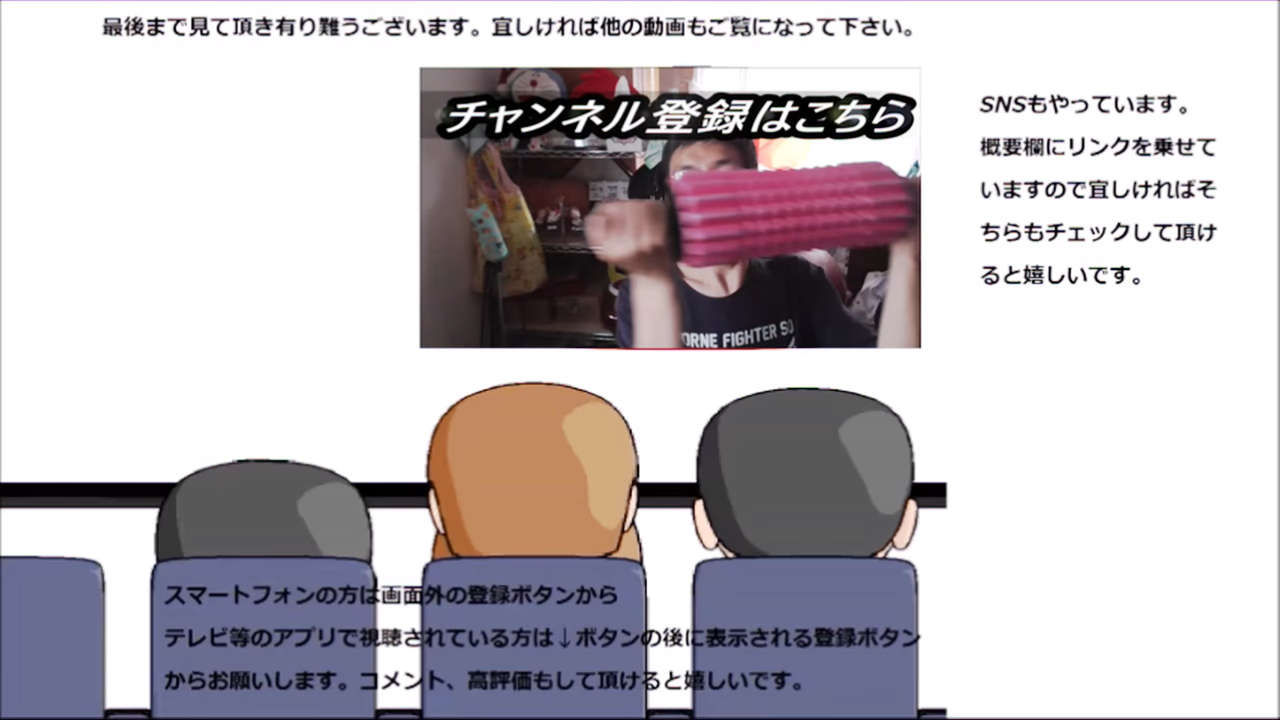 最後まで見て頂き有り難うございます。宜しければ他の動画もご覧になって下さい。
チャンネル登録はこちら
SNSもやっています。
概要欄にリンクを乗せて
いますので宜しければそ
ちらもチェックして頂け
ると嬉しいです。
ORNE FIGHTER SU
スマートフォンの方は画面外の登録ボタンから
テレビ等のアプリで視聴されている方は↓ボタンの後に表示される登録ボタン
からお願いします。コメント、高評価もして頂けると嬉しいです。